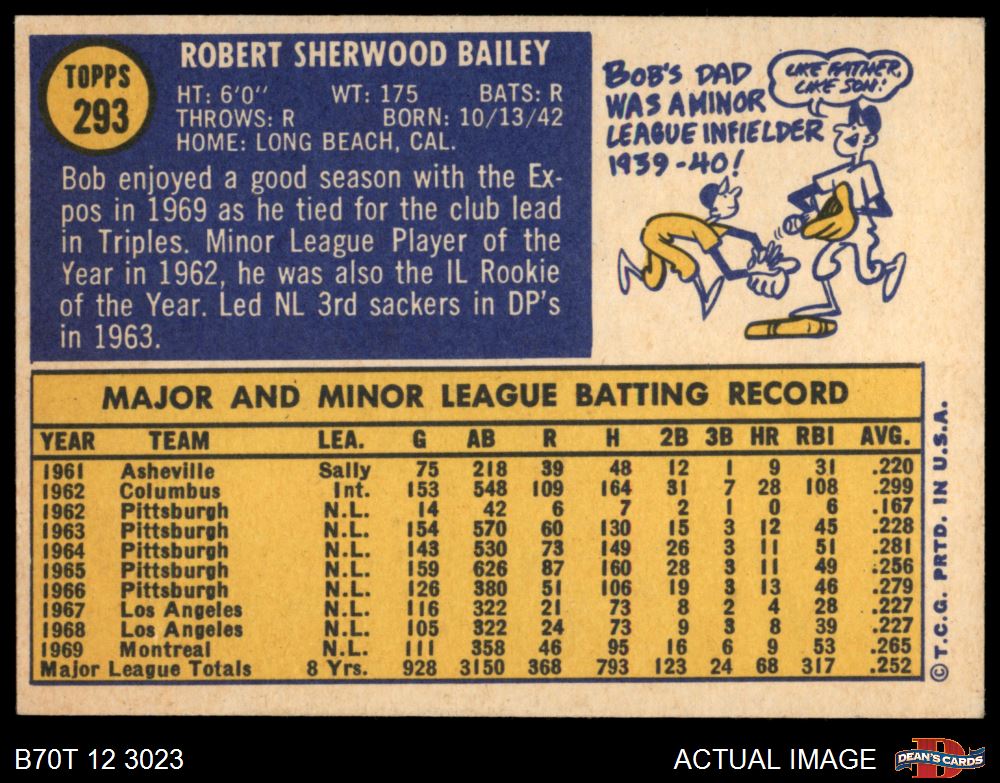 TOPPS
293
ROBERT SHERWOOD BAILEY
HT: 6'0" WT: 175 BATS: R
THROWS: R BORN: 10/13/42
HOME: LONG BEACH, CAL.
Bob enjoyed a good season with the Ex-
pos in 1969 as he tied for the club lead
in Triples. Minor League Player of the
Year in 1962, he was also the IL Rookie
of the Year. Led NL 3rd sackers in DP's
in 1963.
BOB'S DAD
WAS A MINOR
LEAGUE INFIELDER
1939-40!
LIKE FATHER,
LIKE SON!
MAJOR AND MINOR LEAGUE BATTING RECORD
YEAR TEAM LEA. G AB R H 2B 3B HR RBI AVG.
1961 Asheville Sally 75 218 39 48 12 1 9 31 .220
1962 Columbus Int. 153 548 109 164 31 7 28 108 .299
1962 Pittsburgh N.L. 14 42 6 7 2 1 0 6 .167
1963 Pittsburgh N.L. 154 570 60 130 15 3 12 45 .228
1964 Pittsburgh N.L. 143 530 73 149 26 3 11 51 .281
1965 Pittsburgh N.L. 159 626 87 160 28 3 11 49 .256
1966 Pittsburgh N.L. 126 380 51 106 19 3 13 46 .279
1967 Los Angeles N.L. 116 322 21 73 8 2 4 28 .227
1968 Los Angeles N.L. 105 322 24 73 9 3 8 39 .227
1969 Montreal N.L. 111 358 46 95 16 6 9 53 .265
Major League Totals 8 Yrs. 928 3150 368 793 123 24 68 317 .252
© T.C.G. PRTD. IN U.S.A.
B70T 12 3023
ACTUAL IMAGE
D
DEAN'S CARDS